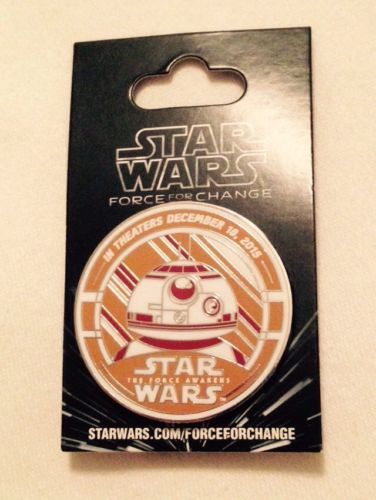 STAR
WARS
FORCE FOR CHANGE
IN THEATERS DECEMBER 18, 2015
STAR
THE FORCE AWAKENS
WARS
STARWARS.COM/FORCEFORCHANGE